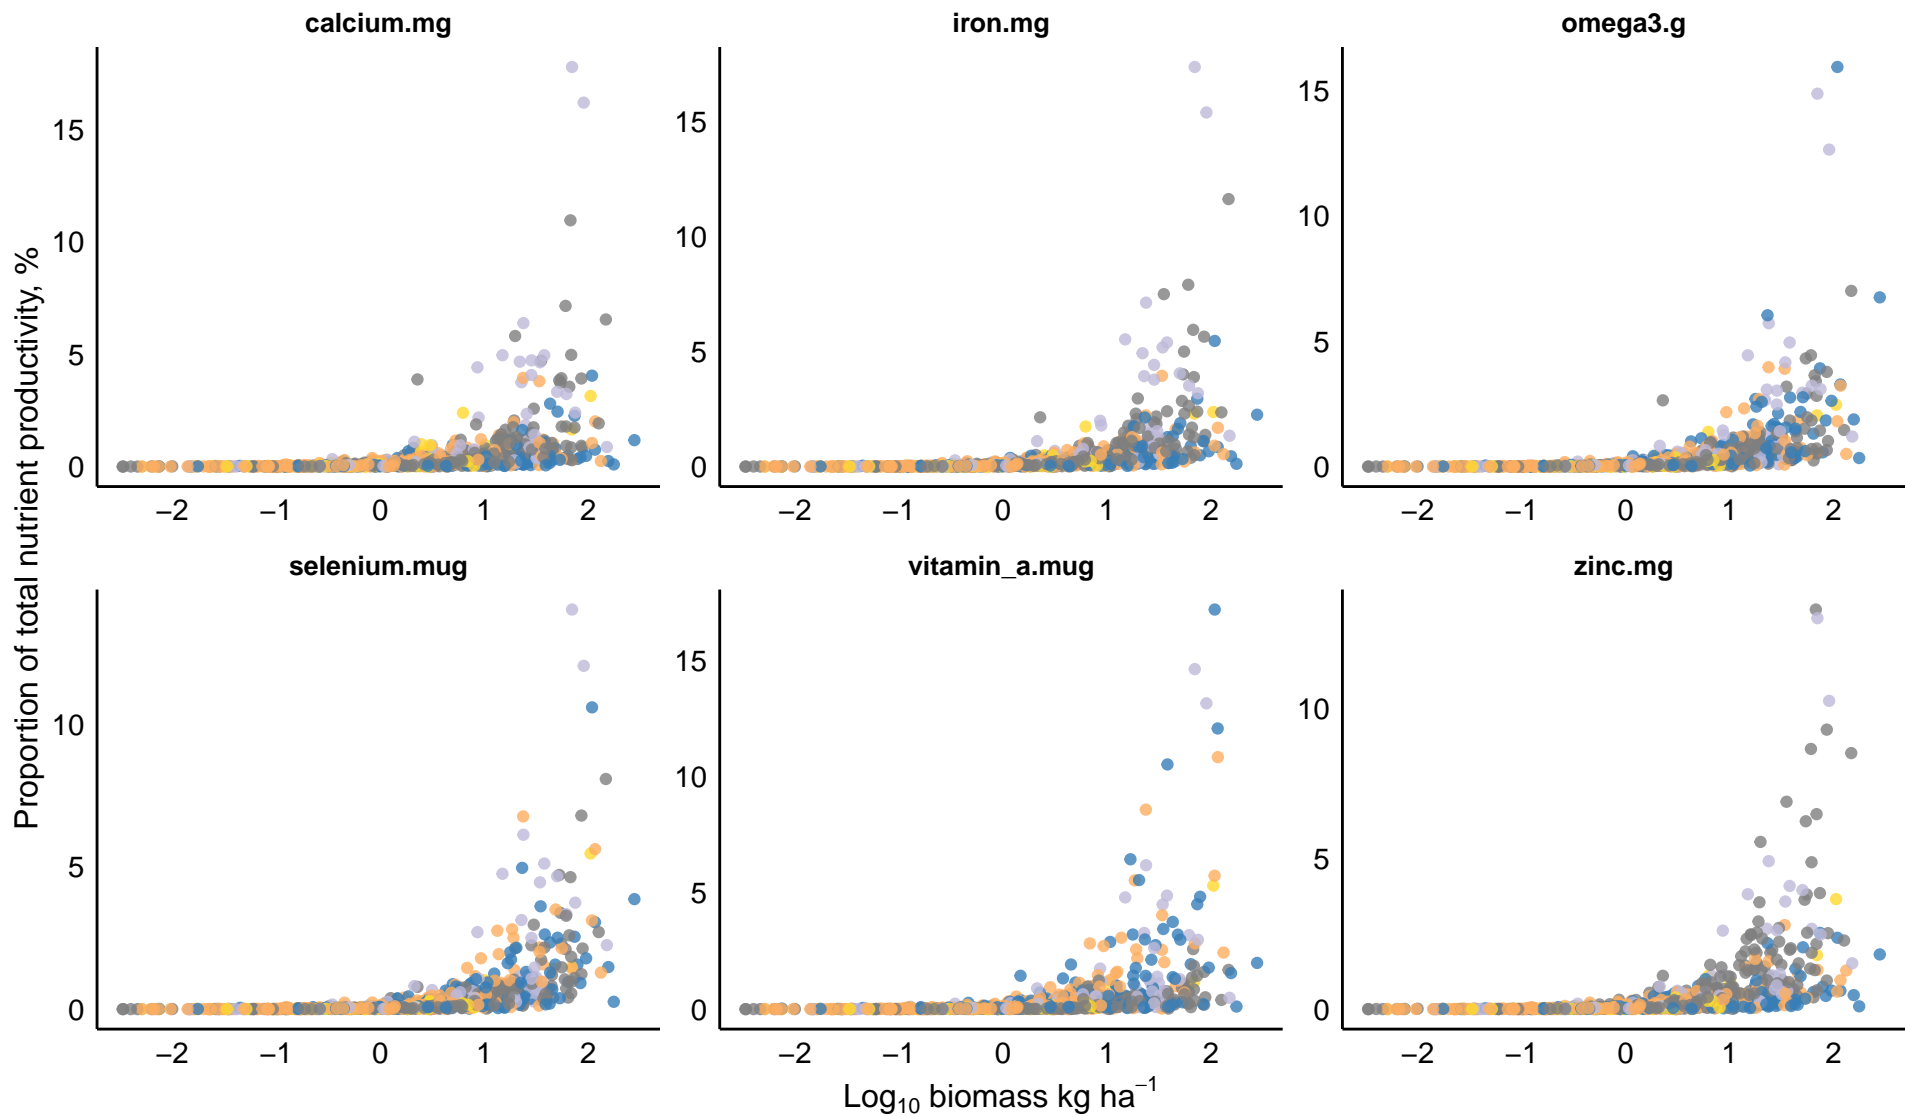 calcium.mg
iron.mg
omega3.g
15
10
5
0
−2 −1 0 1 2
15
10
5
0
−2 −1 0 1 2
15
10
5
0
−2 −1 0 1 2
selenium.mug
vitamin_a.mug
zinc.mg
10
5
0
−2 −1 0 1 2
15
10
5
0
−2 −1 0 1 2
10
5
0
−2 −1 0 1 2
Proportion of total nutrient productivity, %
Log₁₀ biomass kg ha⁻¹